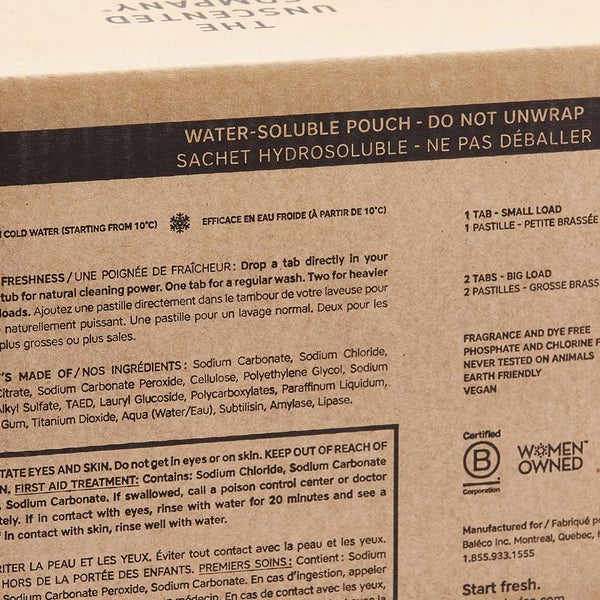 THE
UNSCENTED
COMPANY
WATER-SOLUBLE POUCH - DO NOT UNWRAP
SACHET HYDROSOLUBLE - NE PAS DÉBALLER
COLD WATER (STARTING FROM 10°C) EFFICACE EN EAU FROIDE (À PARTIR DE 10°C)
FRESHNESS / UNE POIGNÉE DE FRAÎCHEUR: Drop a tab directly in your
tub for natural cleaning power. One tab for a regular wash. Two for heavier
loads. Ajoutez une pastille directement dans le tambour de votre laveuse pour
naturellement puissant. Une pastille pour un lavage normal. Deux pour les
plus grosses ou plus sales.
'S MADE OF / NOS INGRÉDIENTS: Sodium Carbonate, Sodium Chloride,
Citrate, Sodium Carbonate Peroxide, Cellulose, Polyethylene Glycol, Sodium
Alkyl Sulfate, TAED, Lauryl Glucoside, Polycarboxylates, Paraffinum Liquidum,
Gum, Titanium Dioxide, Aqua (Water/Eau), Subtilisin, Amylase, Lipase.
TATE EYES AND SKIN. Do not get in eyes or on skin. KEEP OUT OF REACH OF
N. FIRST AID TREATMENT: Contains: Sodium Chloride, Sodium Carbonate
, Sodium Carbonate. If swallowed, call a poison control center or doctor
tely. If in contact with eyes, rinse with water for 20 minutes and see a
If in contact with skin, rinse well with water.
RITER LA PEAU ET LES YEUX. Éviter tout contact avec la peau et les yeux.
HORS DE LA PORTÉE DES ENFANTS. PREMIERS SOINS: Contient: Sodium
Carbonate Peroxide, Sodium Carbonate. En cas d'ingestion, appeler
médecin. En cas de contact avec les yeux,
1 TAB - SMALL LOAD
1 PASTILLE - PETITE BRASSÉE
2 TABS - BIG LOAD
2 PASTILLES - GROSSE BRASS
FRAGRANCE AND DYE FREE
PHOSPHATE AND CHLORINE F
NEVER TESTED ON ANIMALS
EARTH FRIENDLY
VEGAN
Certified
B
Corporation
WOMEN
OWNED
Manufactured for / Fabriqué po
Baléco Inc. Montreal, Quebec, H
1.855.933.1555
Start fresh.